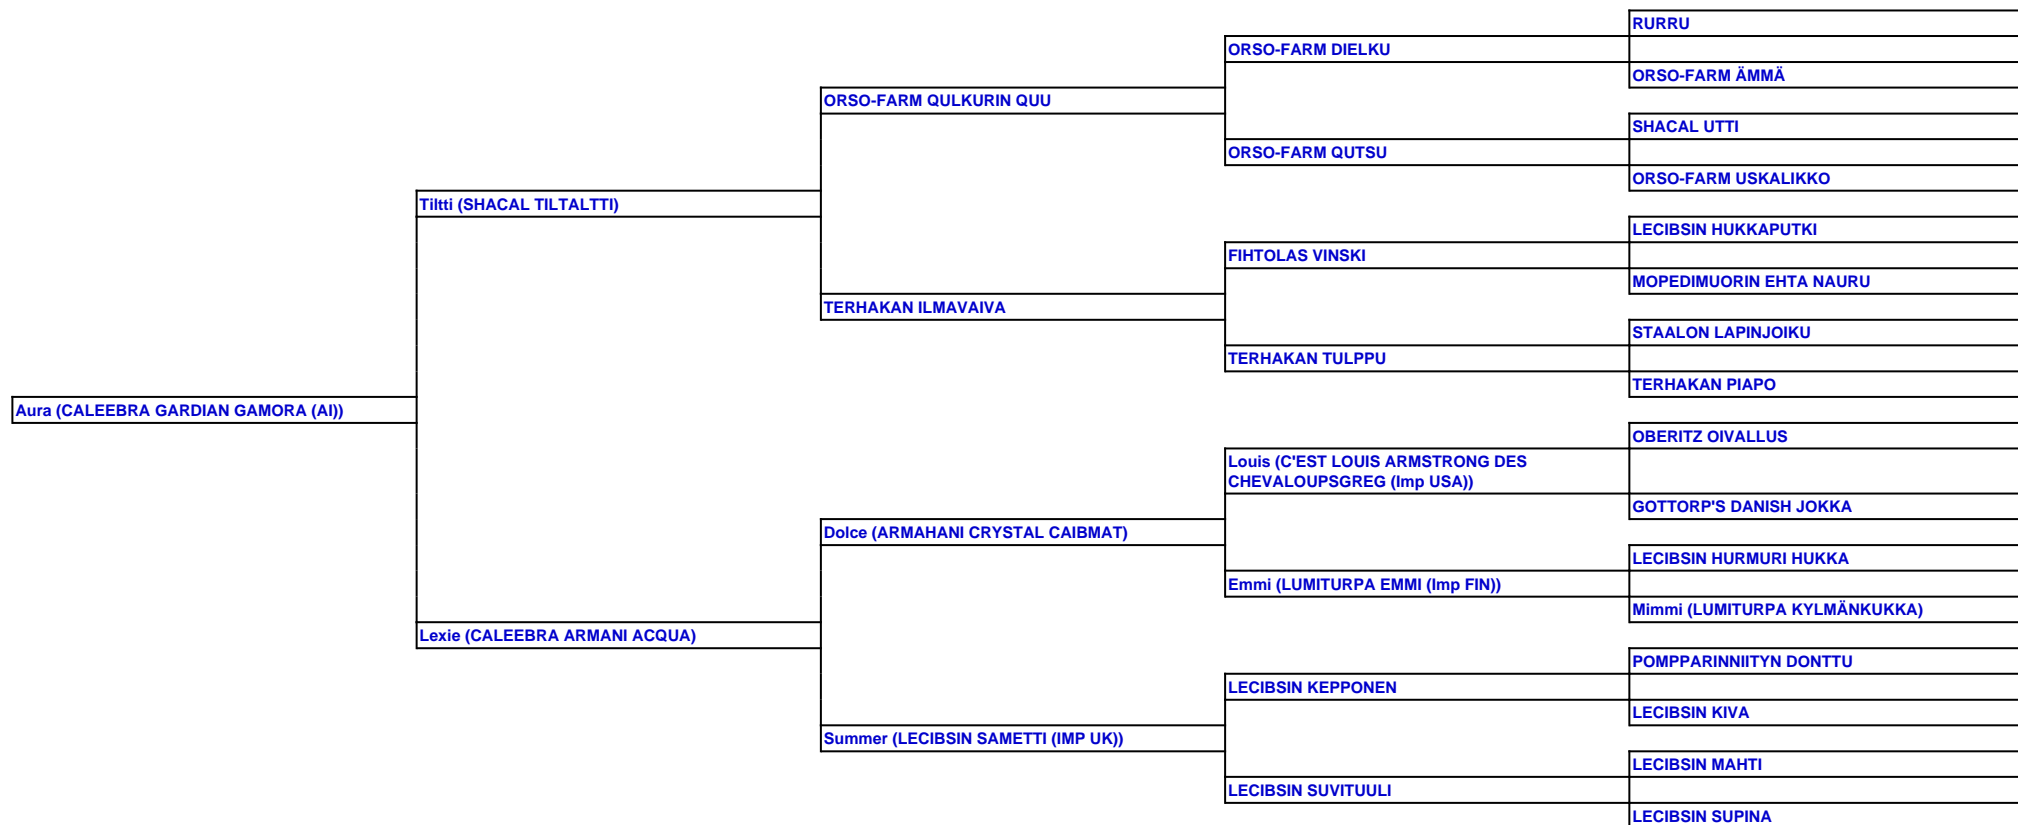 RURRU
ORSO-FARM DIELKU
ORSO-FARM ÄMMÄ
ORSO-FARM QULKURIN QUU
SHACAL UTTI
ORSO-FARM QUTSU
ORSO-FARM USKALIKKO
Tiltti (SHACAL TILTALTTI)
LECIBSIN HUKKAPUTKI
FIHTOLAS VINSKI
MOPEDIMUORIN EHTA NAURU
TERHAKAN ILMAVAIVA
STAALON LAPINJOIKU
TERHAKAN TULPPU
TERHAKAN PIAPO
Aura (CALEEBRA GARDIAN GAMORA (AI))
OBERITZ OIVALLUS
Louis (C'EST LOUIS ARMSTRONG DES
CHEVALOUPSGREG (Imp USA))
GOTTORP'S DANISH JOKKA
Dolce (ARMAHANI CRYSTAL CAIBMAT)
LECIBSIN HURMURI HUKKA
Emmi (LUMITURPA EMMI (Imp FIN))
Mimmi (LUMITURPA KYLMÄNKUKKA)
Lexie (CALEEBRA ARMANI ACQUA)
POMPPARINNIITYN DONTTU
LECIBSIN KEPPONEN
LECIBSIN KIVA
Summer (LECIBSIN SAMETTI (IMP UK))
LECIBSIN MAHTI
LECIBSIN SUVITUULI
LECIBSIN SUPINA